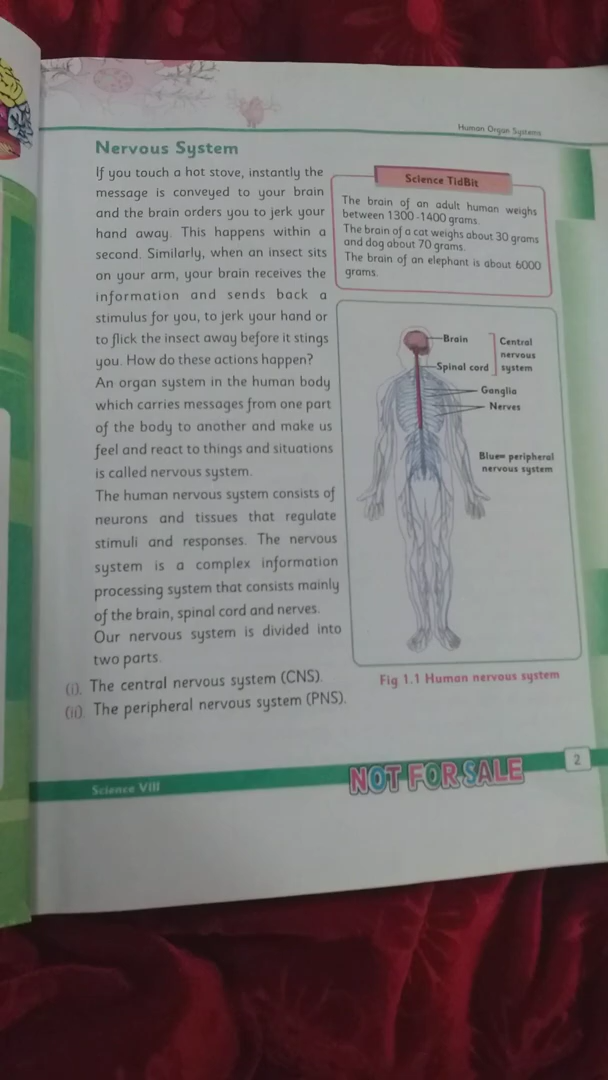 Human Organ Systems
Nervous System
If you touch a hot stove, instantly the
message is conveyed to your brain
and the brain orders you to jerk your
hand away. This happens within a
second. Similarly, when an insect sits
on your arm, your brain receives the
information and sends back a
stimulus for you, to jerk your hand or
to flick the insect away before it stings
you. How do these actions happen?
An organ system in the human body
which carries messages from one part
of the body to another and make us
feel and react to things and situations
is called nervous system.
The human nervous system consists of
neurons and tissues that regulate
stimuli and responses. The nervous
system is a complex information
processing system that consists mainly
of the brain, spinal cord and nerves.
Our nervous system is divided into
two parts.
(i). The central nervous system (CNS).
(ii). The peripheral nervous system (PNS).
Science TidBit
The brain of an adult human weighs
between 1300-1400 grams.
The brain of a cat weighs about 30 grams
and dog about 70 grams.
The brain of an elephant is about 6000
grams.
Brain
Spinal cord
Central
nervous
system
Ganglia
Nerves
Blue= peripheral
nervous system
Fig 1.1 Human nervous system
Science VIII
NOT FOR SALE
2